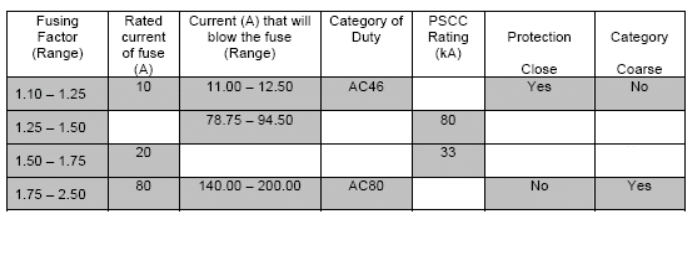 Fusing Factor (Range) Rated current of fuse (A) Current (A) that will blow the fuse (Range) Category of Duty PSCC Rating (kA) Protection Close Category Coarse
1.10 – 1.25 10 11.00 – 12.50 AC46 Yes No
1.25 – 1.50 78.75 – 94.50 80
1.50 – 1.75 20 33
1.75 – 2.50 80 140.00 – 200.00 AC80 No Yes